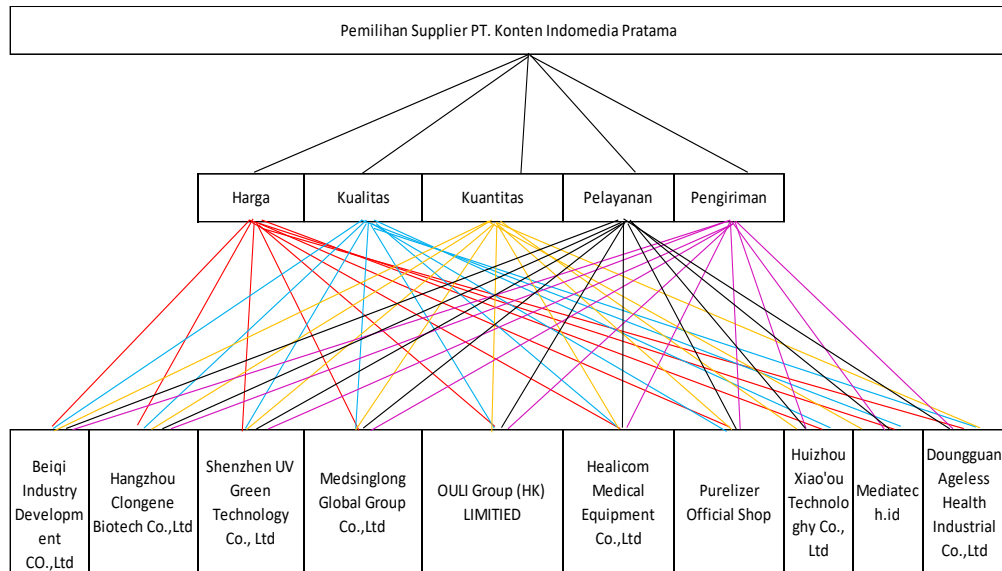 Pemilihan Supplier PT. Konten Indomedia Pratama
Harga
Kualitas
Kuantitas
Pelayanan
Pengiriman
Beiqi
Industry
Developm
ent
CO.,Ltd
Hangzhou
Clongene
Biotech Co.,Ltd
Shenzhen UV
Green
Technology
Co., Ltd
Medsinglong
Global Group
Co.,Ltd
OULI Group (HK)
LIMITIED
Healicom
Medical
Equipment
Co.,Ltd
Purelizer
Official Shop
Huizhou
Xiao'ou
Technolo
ghy Co.,
Ltd
Mediatec
h.id
Doungguan
Ageless
Health
Industrial
Co.,Ltd